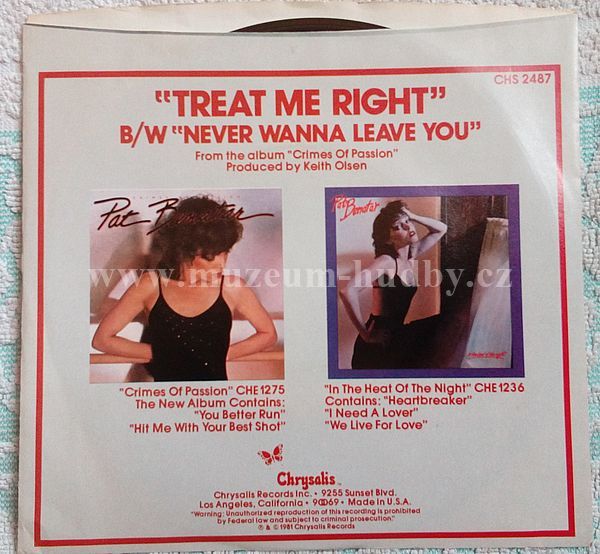 CHS 2487
"TREAT ME RIGHT"
B/W "NEVER WANNA LEAVE YOU"
From the album "Crimes Of Passion"
Produced by Keith Olsen
Pat Benatar
Pat Benatar
www.muzeum-hudby.cz
"Crimes Of Passion" CHE 1275
The New Album Contains:
"You Better Run"
"Hit Me With Your Best Shot"
"In The Heat Of The Night" CHE 1236
Contains: "Heartbreaker"
"I Need A Lover"
"We Live For Love"
Chrysalis ™
Chrysalis Records Inc. • 9255 Sunset Blvd.
Los Angeles, California • 90069 • Made in U.S.A.
"Warning: Unauthorized reproduction of this recording is prohibited
by Federal law and subject to criminal prosecution."
℗ & © 1981 Chrysalis Records